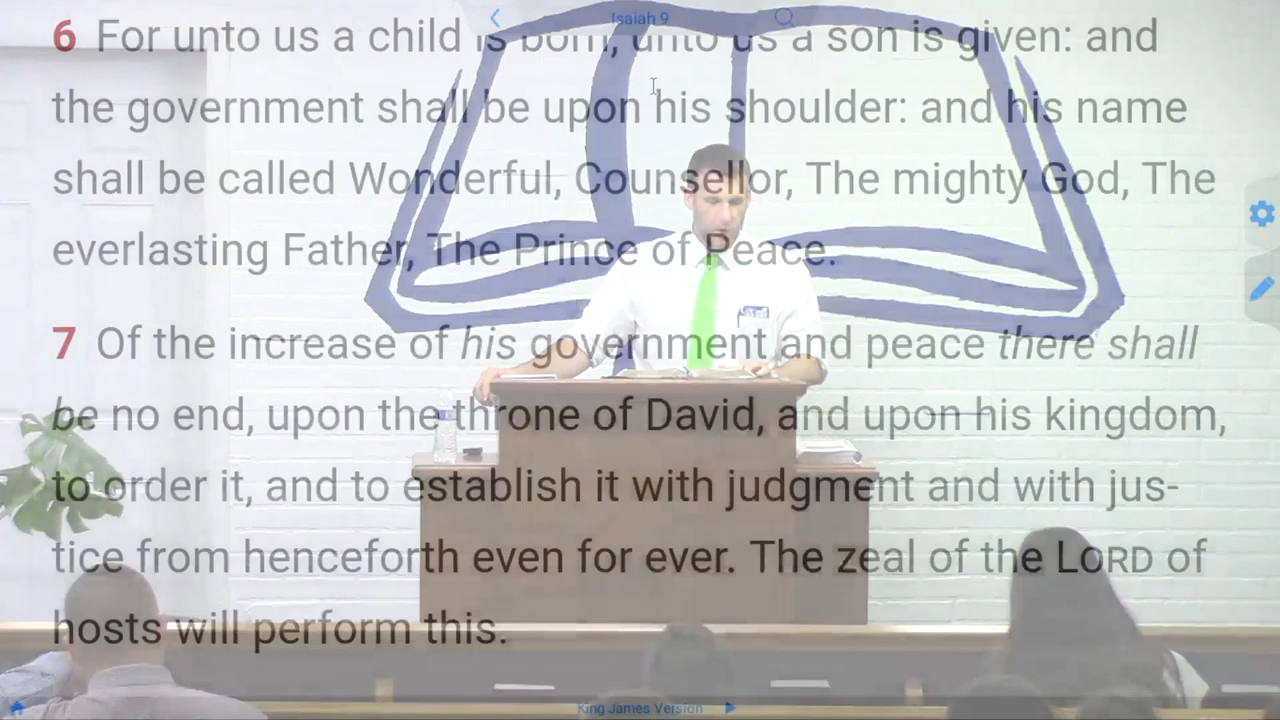 Isaiah 9
6 For unto us a child is born, unto us a son is given: and
the government shall be upon his shoulder: and his name
shall be called Wonderful, Counsellor, The mighty God, The
everlasting Father, The Prince of Peace.
7 Of the increase of his government and peace there shall
be no end, upon the throne of David, and upon his kingdom,
to order it, and to establish it with judgment and with jus-
tice from henceforth even for ever. The zeal of the LORD of
hosts will perform this.
King James Version